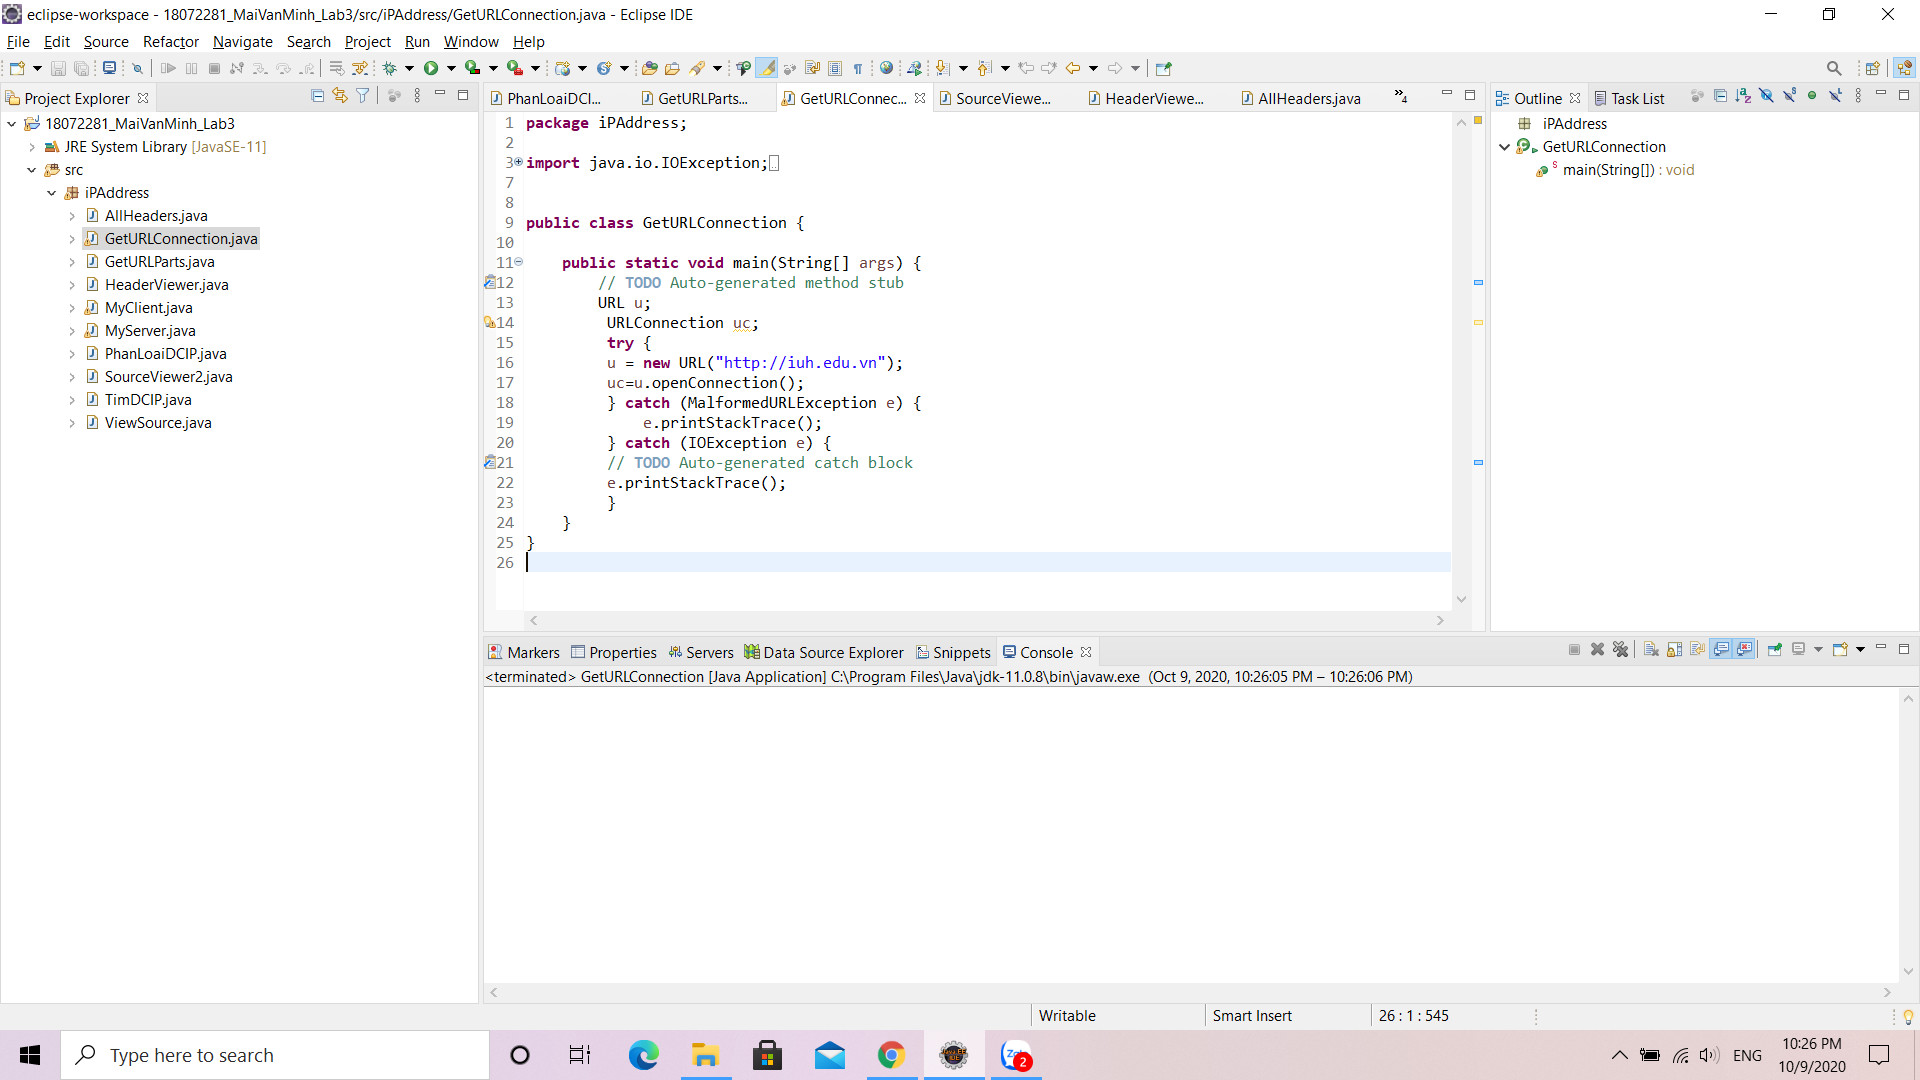 eclipse-workspace - 18072281_MaiVanMinh_Lab3/src/iPAddress/GetURLConnection.java - Eclipse IDE
File Edit Source Refactor Navigate Search Project Run Window Help
Project Explorer
18072281_MaiVanMinh_Lab3
JRE System Library [JavaSE-11]
src
iPAddress
AllHeaders.java
GetURLConnection.java
GetURLParts.java
HeaderViewer.java
MyClient.java
MyServer.java
PhanLoaiDCIP.java
SourceViewer2.java
TimDCIP.java
ViewSource.java
PhanLoaiDCI... GetURLParts... GetURLConnec... SourceViewe... HeaderViewe... AllHeaders.java »4
1 package iPAddress;
2
3 import java.io.IOException;
7
8
9 public class GetURLConnection {
10
11 public static void main(String[] args) {
12 // TODO Auto-generated method stub
13 URL u;
14 URLConnection uc;
15 try {
16 u = new URL("http://iuh.edu.vn");
17 uc=u.openConnection();
18 } catch (MalformedURLException e) {
19 e.printStackTrace();
20 } catch (IOException e) {
21 // TODO Auto-generated catch block
22 e.printStackTrace();
23 }
24 }
25 }
26
Outline Task List
iPAddress
GetURLConnection
main(String[]) : void
Markers Properties Servers Data Source Explorer Snippets Console
<terminated> GetURLConnection [Java Application] C:\Program Files\Java\jdk-11.0.8\bin\javaw.exe (Oct 9, 2020, 10:26:05 PM – 10:26:06 PM)
Writable Smart Insert 26 : 1 : 545
Type here to search
2
ENG
10:26 PM
10/9/2020